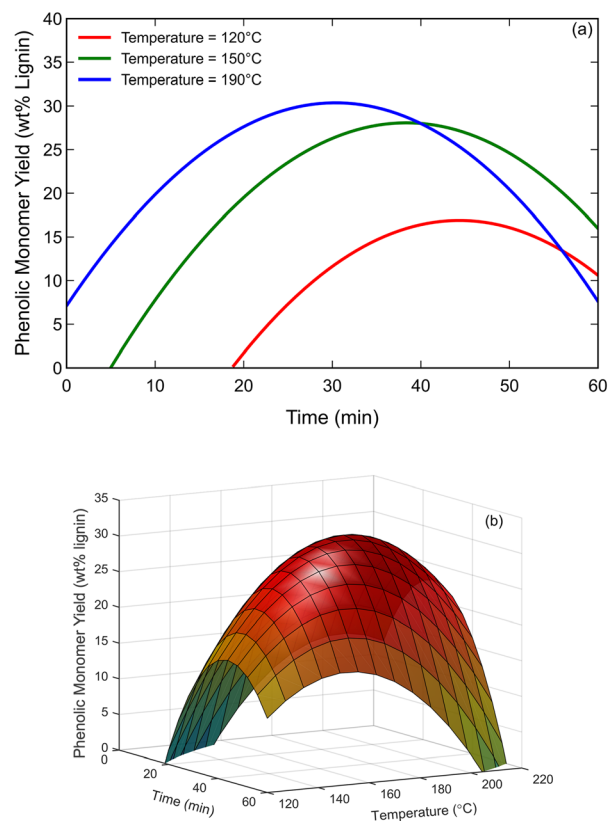 40
(a)
Temperature = 120°C
35
Temperature = 150°C
30
Temperature = 190°C
25
20
15
10
5
0
Phenolic Monomer Yield (wt% Lignin)
0 10 20 30 40 50 60
Time (min)
35
(b)
30
25
20
15
10
5
0
Phenolic Monomer Yield (wt% lignin)
0
20
40
60
Time (min)
120 140 160 180 200 220
Temperature (°C)